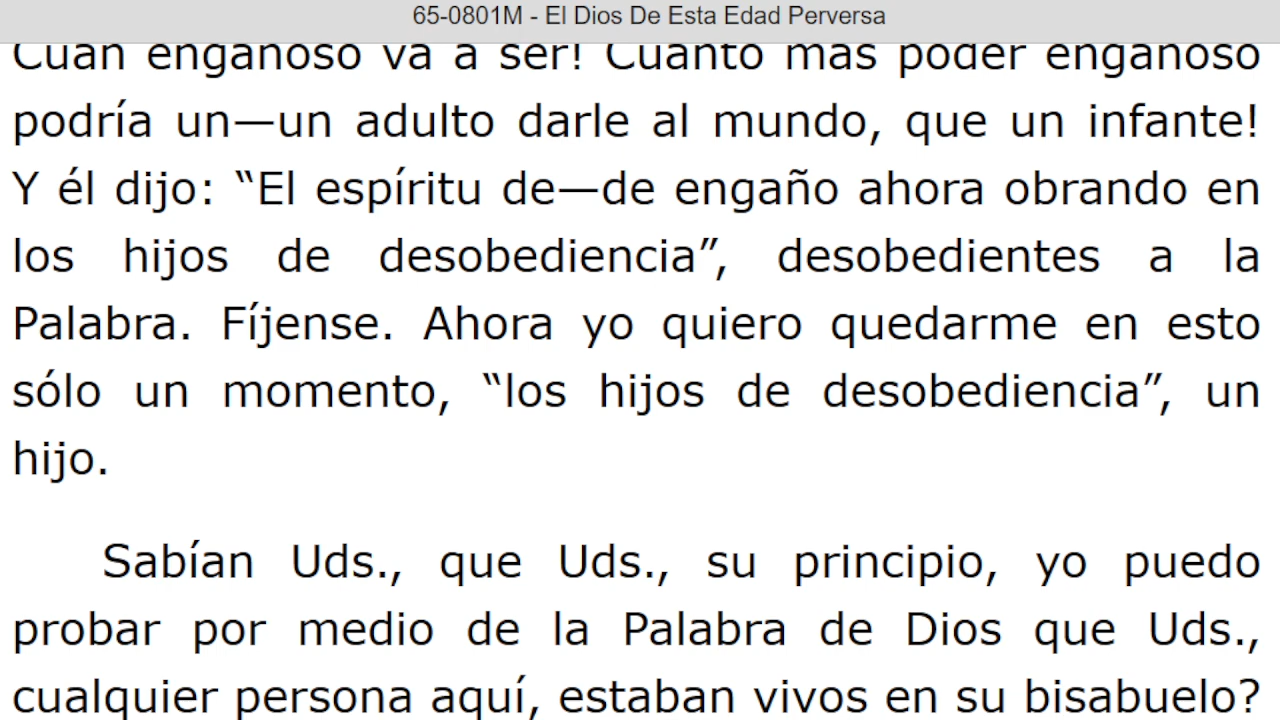 65-0801M - El Dios De Esta Edad Perversa
Cuán engañoso va a ser! Cuánto más poder engañoso
podría un—un adulto darle al mundo, que un infante!
Y él dijo: “El espíritu de—de engaño ahora obrando en
los hijos de desobediencia”, desobedientes a la
Palabra. Fíjense. Ahora yo quiero quedarme en esto
sólo un momento, “los hijos de desobediencia”, un
hijo.
Sabían Uds., que Uds., su principio, yo puedo
probar por medio de la Palabra de Dios que Uds.,
cualquier persona aquí, estaban vivos en su bisabuelo?